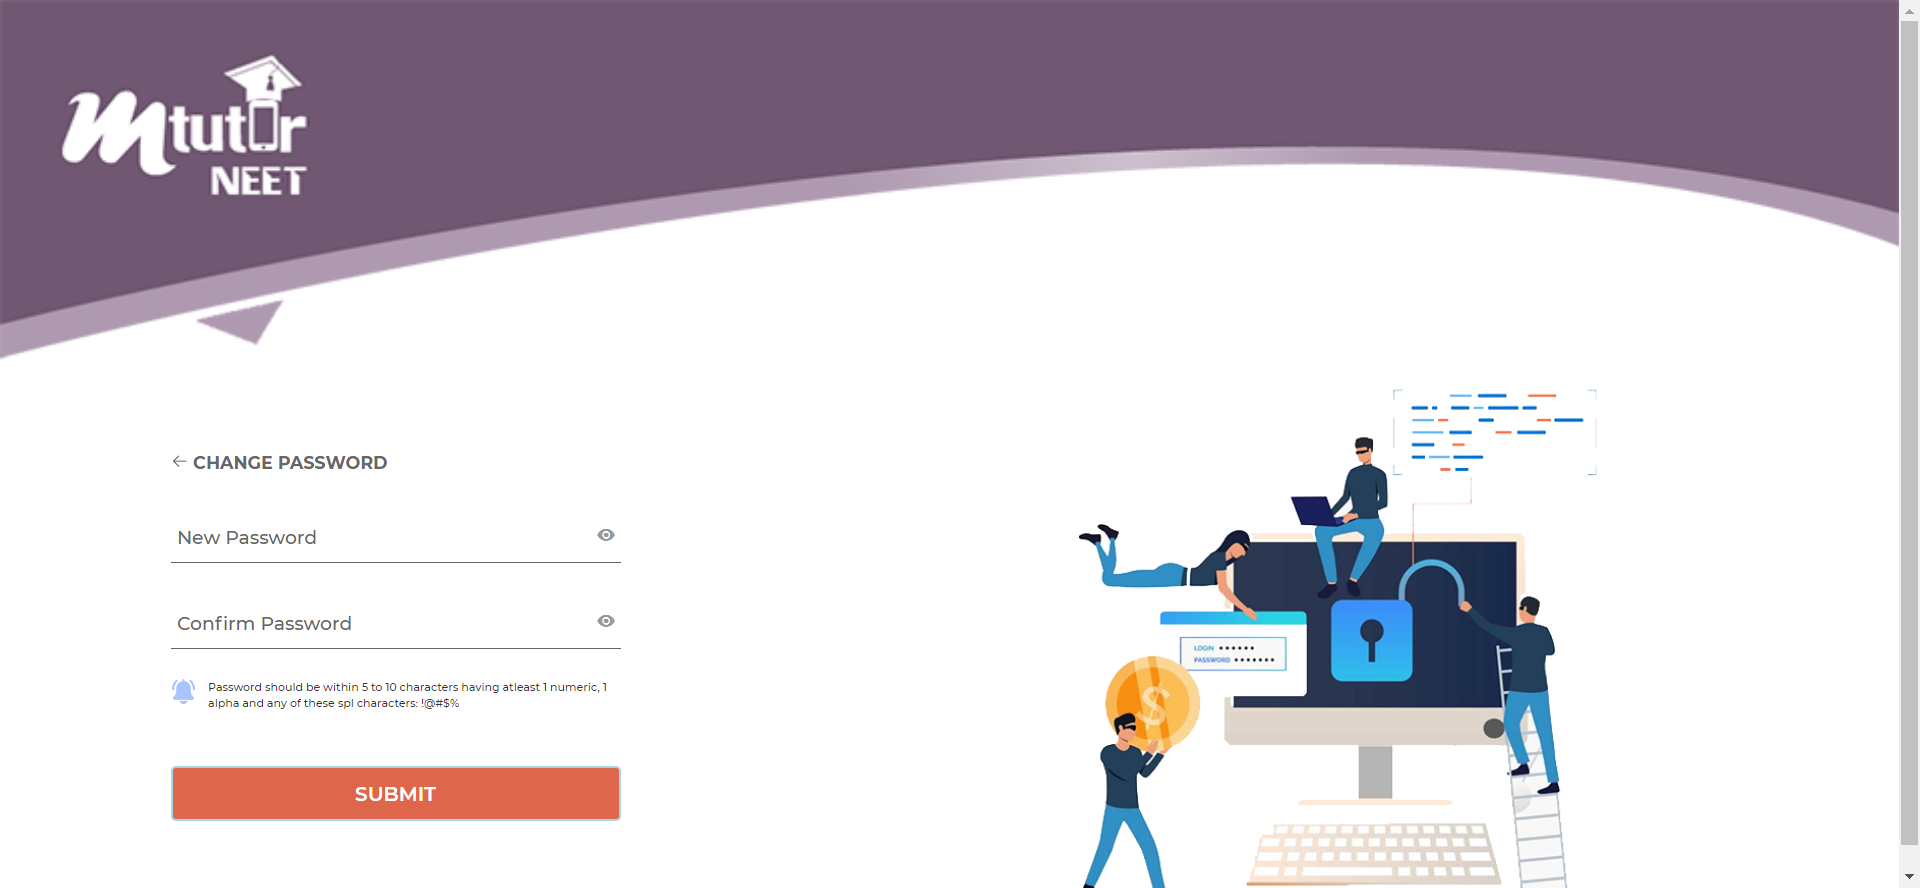 Mtutor
NEET
CHANGE PASSWORD
New Password
Confirm Password
Password should be within 5 to 10 characters having atleast 1 numeric, 1
alpha and any of these spl characters: !@#$%
SUBMIT
LOGIN ••••••
PASSWORD •••••••
$